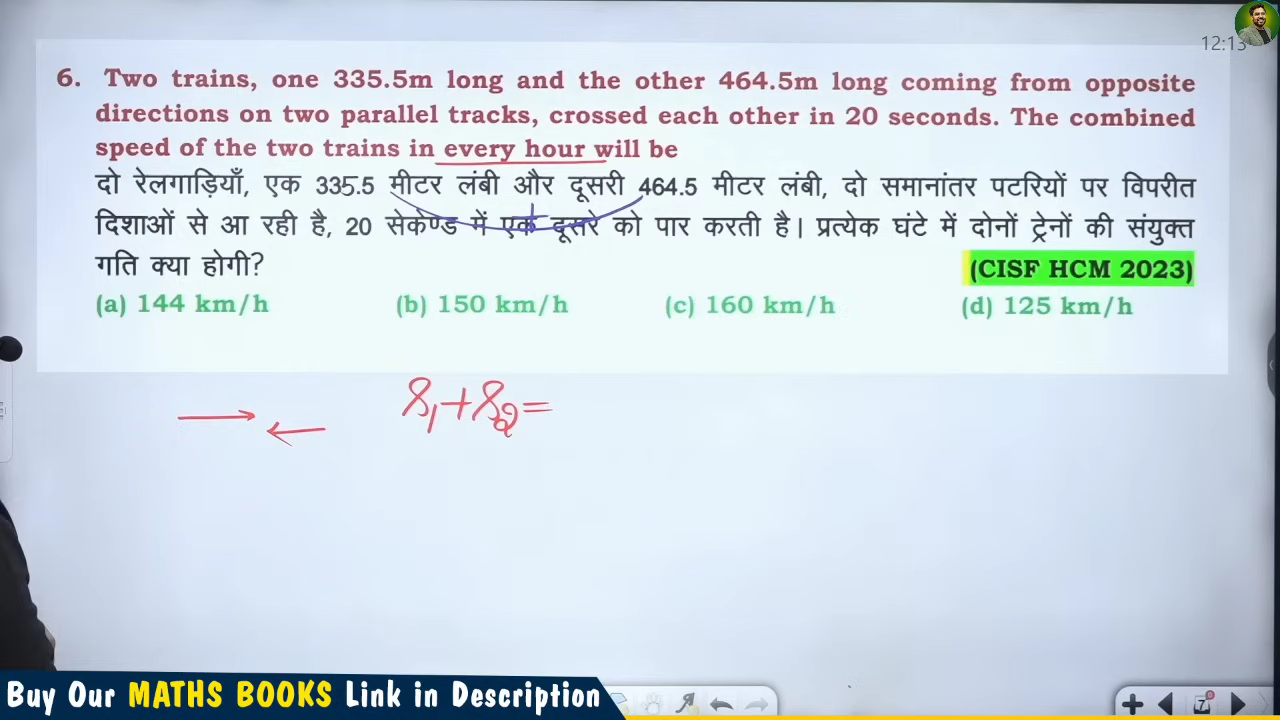 12:13
6. Two trains, one 335.5m long and the other 464.5m long coming from opposite
directions on two parallel tracks, crossed each other in 20 seconds. The combined
speed of the two trains in every hour will be
दो रेलगाड़ियाँ, एक 335.5 मीटर लंबी और दूसरी 464.5 मीटर लंबी, दो समानांतर पटरियों पर विपरीत
दिशाओं से आ रही है, 20 सेकेण्ड में एक दूसरे को पार करती है। प्रत्येक घंटे में दोनों ट्रेनों की संयुक्त
गति क्या होगी? (CISF HCM 2023)
(a) 144 km/h (b) 150 km/h (c) 160 km/h (d) 125 km/h
S₁+S₂=
Buy Our MATHS BOOKS Link in Description
7